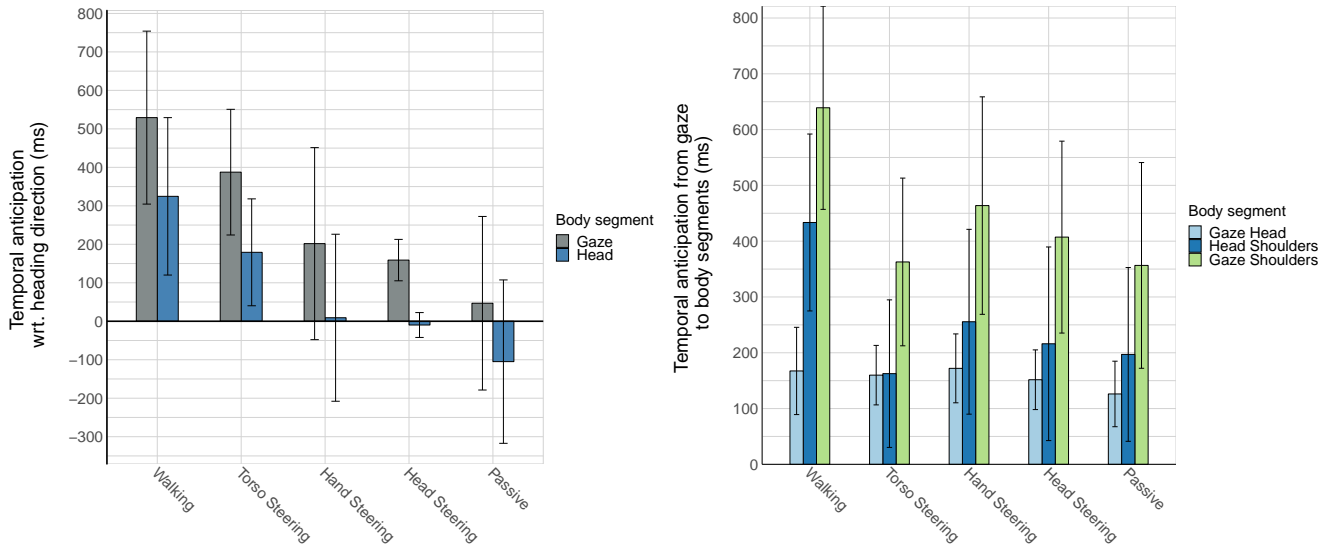 Temporal anticipation
wrt. heading direction (ms)
800
700
600
500
400
300
200
100
0
−100
−200
−300
Walking
Torso Steering
Hand Steering
Head Steering
Passive
Body segment
Gaze
Head
Temporal anticipation from gaze
to body segments (ms)
800
700
600
500
400
300
200
100
0
Walking
Torso Steering
Hand Steering
Head Steering
Passive
Body segment
Gaze Head
Head Shoulders
Gaze Shoulders